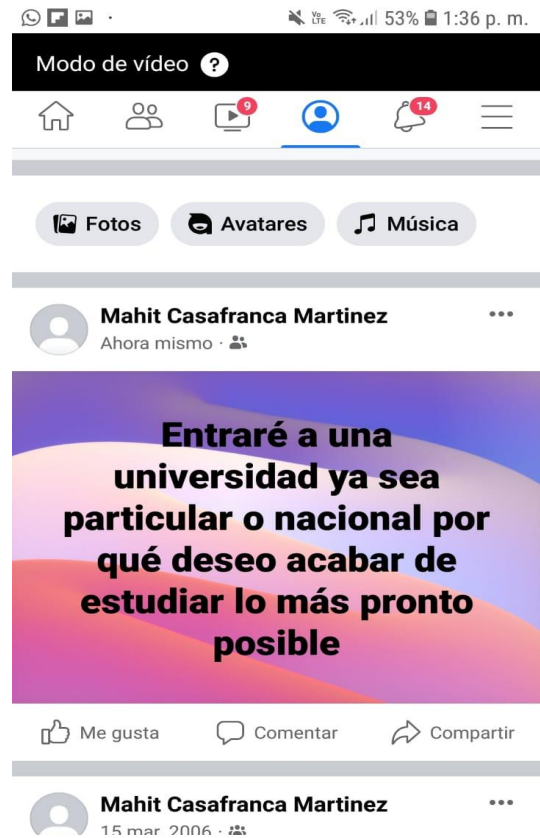 53% 1:36 p. m.
Modo de vídeo ?
9 14
Fotos Avatares Música
Mahit Casafranca Martinez
Ahora mismo ·
Entraré a una
universidad ya sea
particular o nacional por
qué deseo acabar de
estudiar lo más pronto
posible
Me gusta Comentar Compartir
Mahit Casafranca Martinez
15 mar. 2006 ·